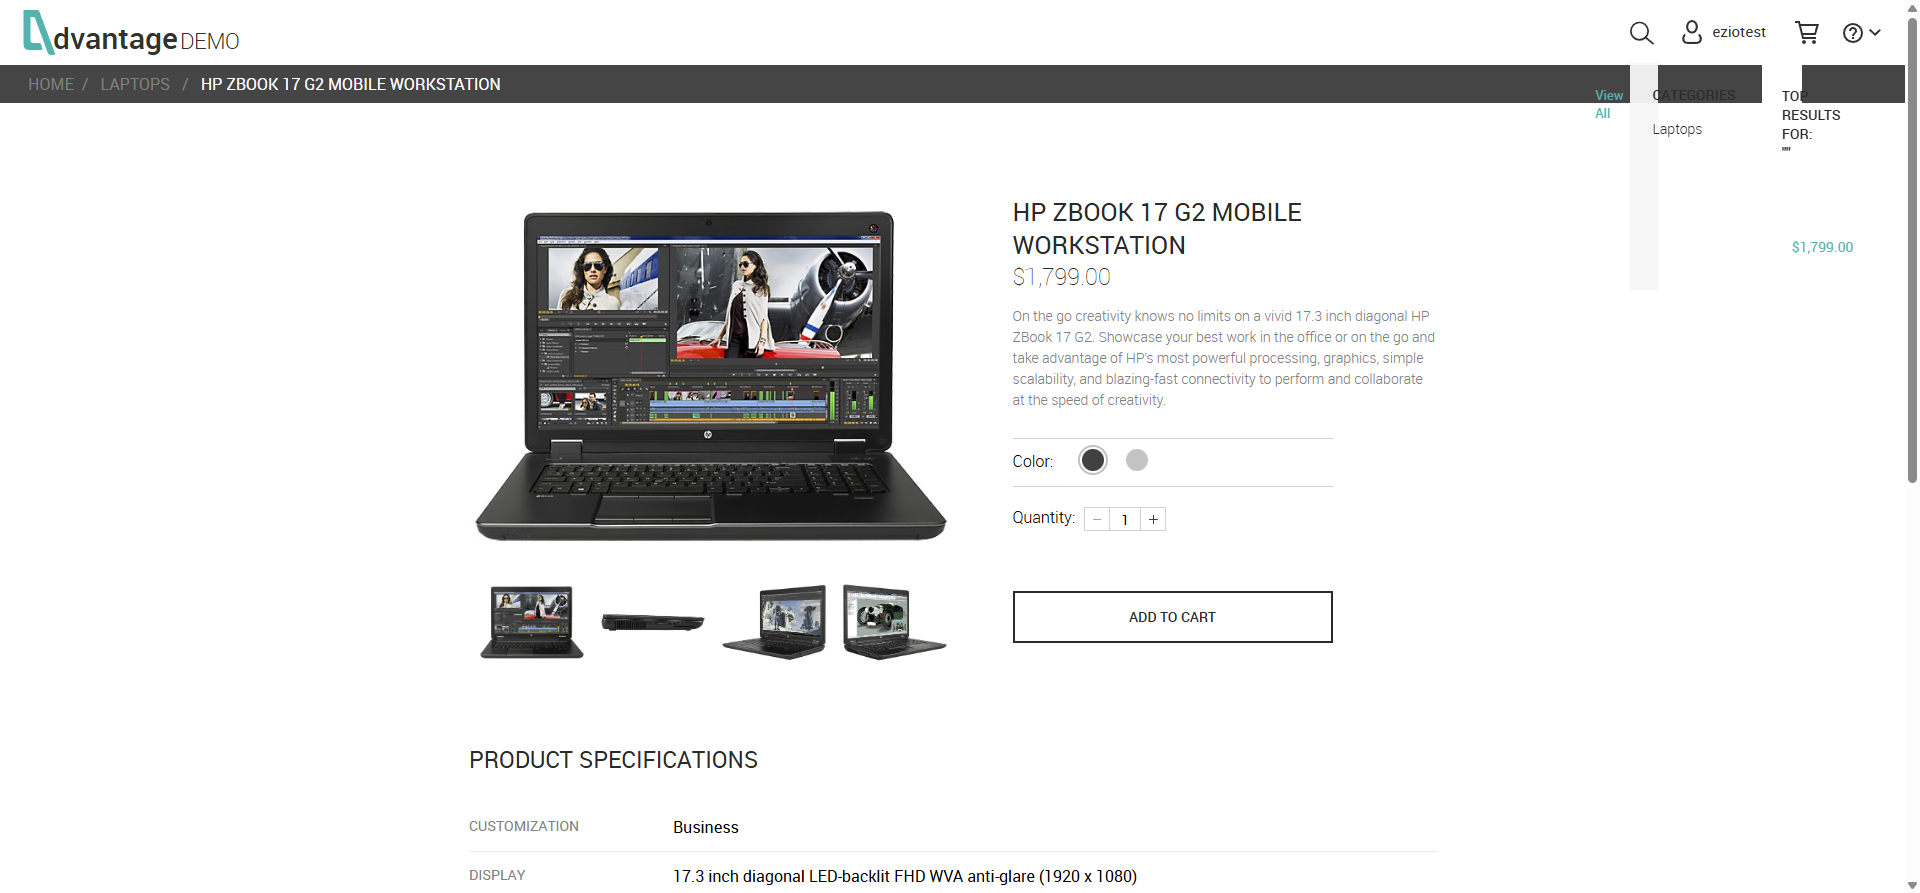 dvantage DEMO
eziotest
HOME / LAPTOPS / HP ZBOOK 17 G2 MOBILE WORKSTATION
View
All
CATEGORIES
Laptops
TOP
RESULTS
FOR:
""
$1,799.00
HP ZBOOK 17 G2 MOBILE
WORKSTATION
$1,799.00
On the go creativity knows no limits on a vivid 17.3 inch diagonal HP
ZBook 17 G2. Showcase your best work in the office or on the go and
take advantage of HP's most powerful processing, graphics, simple
scalability, and blazing-fast connectivity to perform and collaborate
at the speed of creativity.
Color:
Quantity: − 1 +
ADD TO CART
PRODUCT SPECIFICATIONS
CUSTOMIZATION Business
DISPLAY 17.3 inch diagonal LED-backlit FHD WVA anti-glare (1920 x 1080)